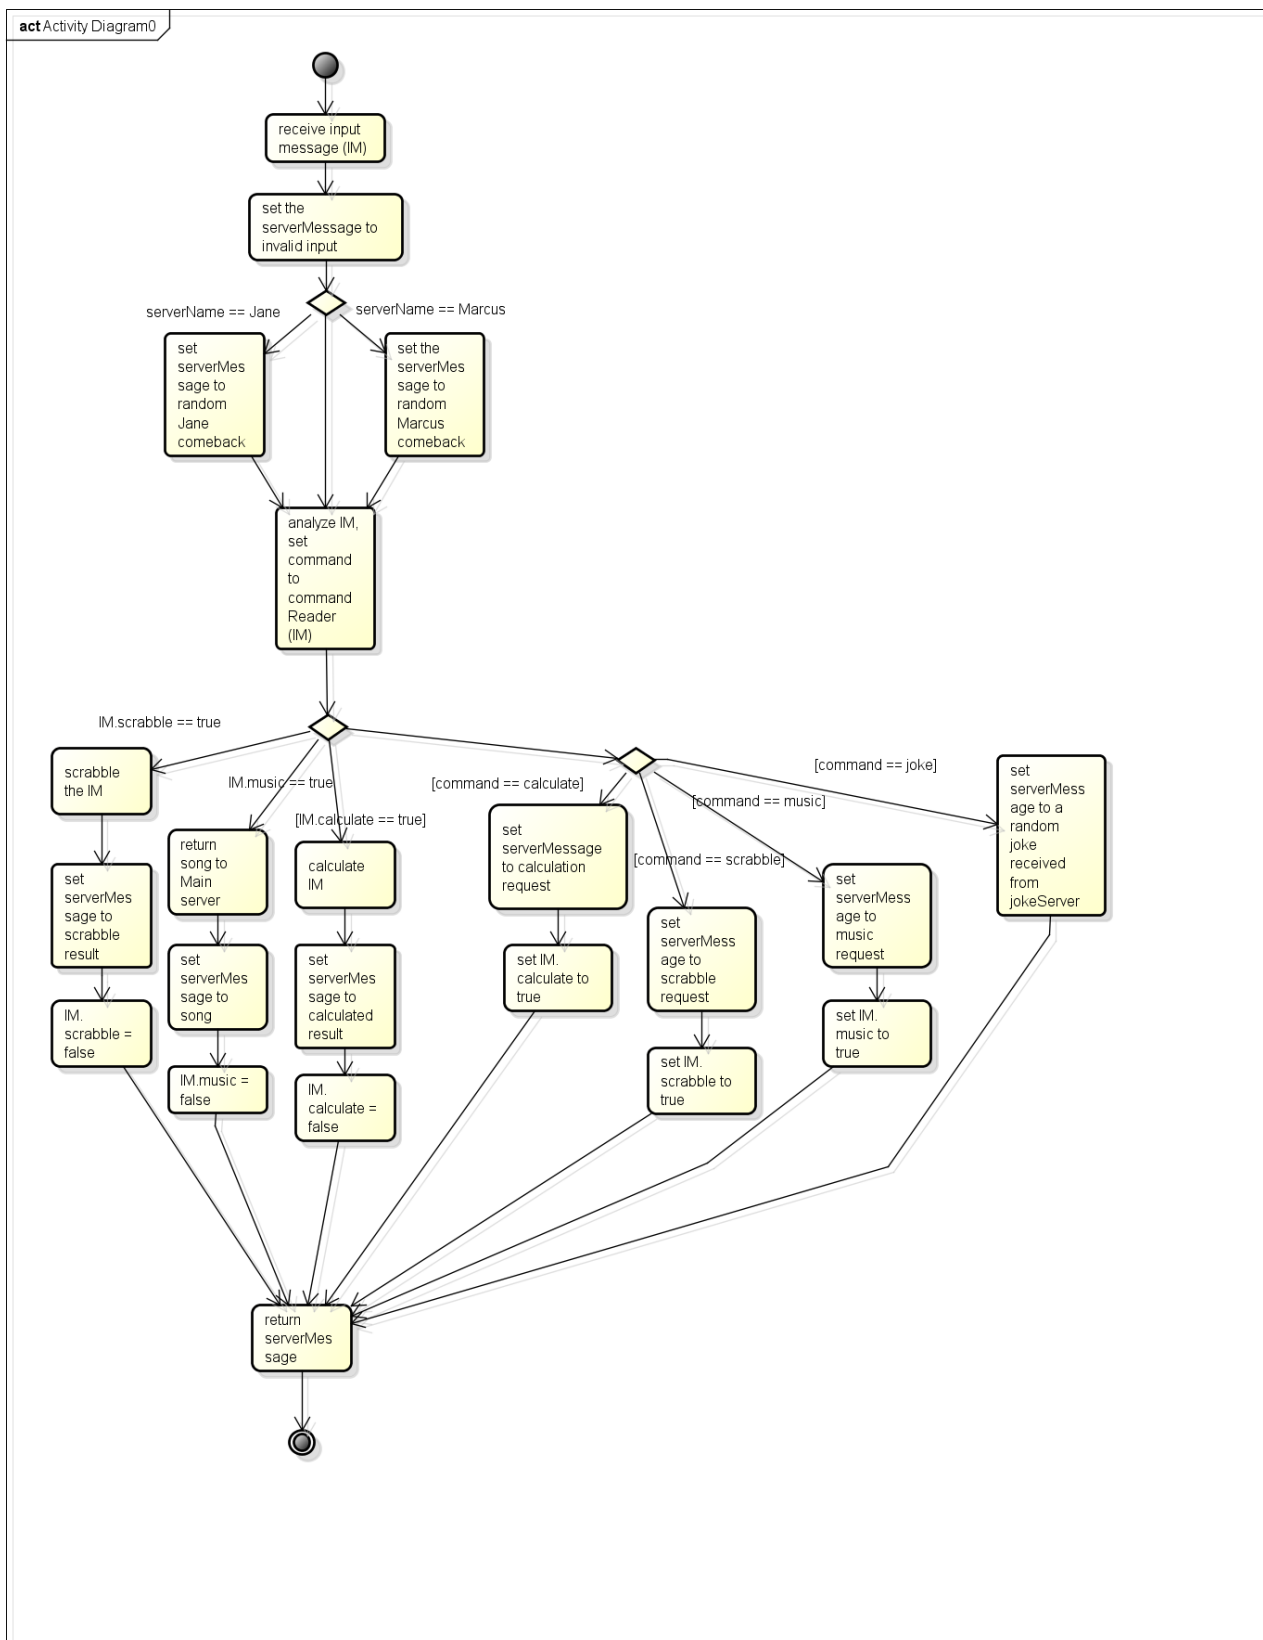 act Activity Diagram0
receive input
message (IM)
set the
serverMessage to
invalid input
serverName == Jane
serverName == Marcus
set
serverMes
sage to
random
Jane
comeback
set the
serverMes
sage to
random
Marcus
comeback
analyze IM,
set
command
to
command
Reader
(IM)
IM.scrabble == true
IM.music == true
[IM.calculate == true]
[command == calculate]
[command == scrabble]
[command == music]
[command == joke]
scrabble
the IM
set
serverMes
sage to
scrabble
result
IM.
scrabble =
false
return
song to
Main
server
set
serverMes
sage to
song
IM.music =
false
calculate
IM
set
serverMes
sage to
calculated
result
IM.
calculate =
false
set
serverMessage
to calculation
request
set IM.
calculate to
true
set
serverMess
age to
scrabble
request
set IM.
scrabble to
true
set
serverMess
age to
music
request
set IM.
music to
true
set
serverMess
age to a
random
joke
received
from
jokeServer
return
serverMes
sage